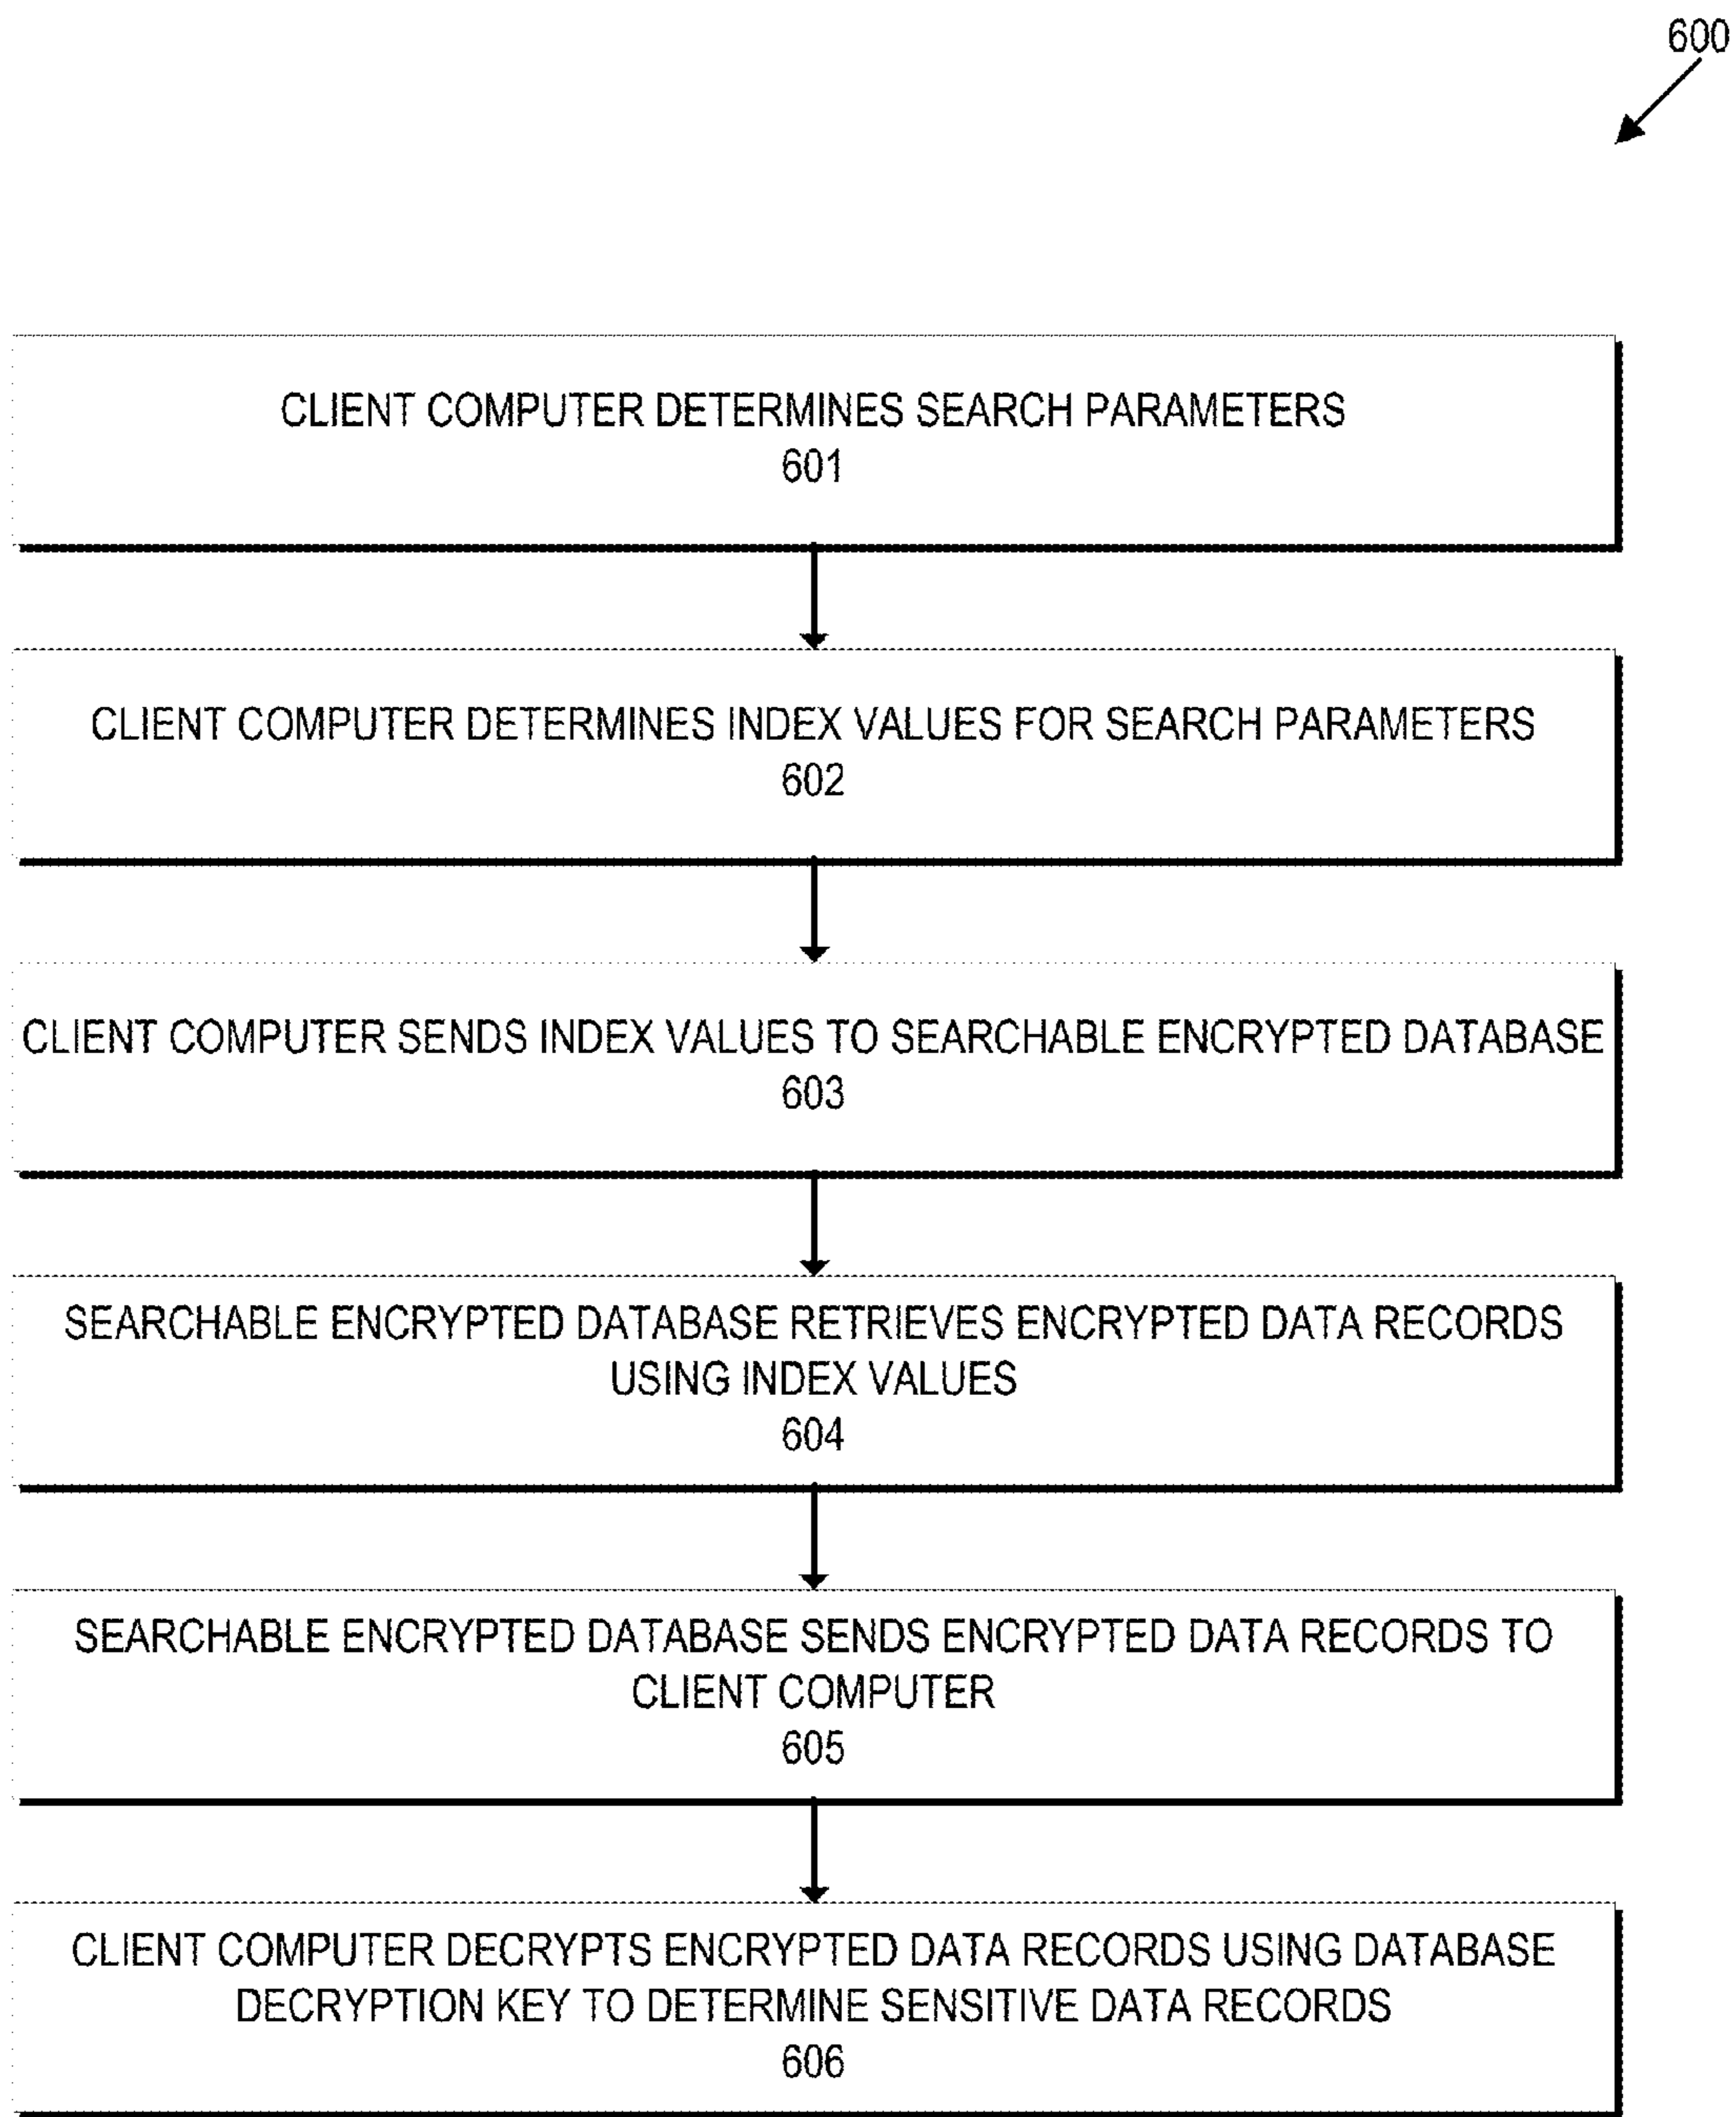 600
CLIENT COMPUTER DETERMINES SEARCH PARAMETERS
601
CLIENT COMPUTER DETERMINES INDEX VALUES FOR SEARCH PARAMETERS
602
CLIENT COMPUTER SENDS INDEX VALUES TO SEARCHABLE ENCRYPTED DATABASE
603
SEARCHABLE ENCRYPTED DATABASE RETRIEVES ENCRYPTED DATA RECORDS
USING INDEX VALUES
604
SEARCHABLE ENCRYPTED DATABASE SENDS ENCRYPTED DATA RECORDS TO
CLIENT COMPUTER
605
CLIENT COMPUTER DECRYPTS ENCRYPTED DATA RECORDS USING DATABASE
DECRYPTION KEY TO DETERMINE SENSITIVE DATA RECORDS
606